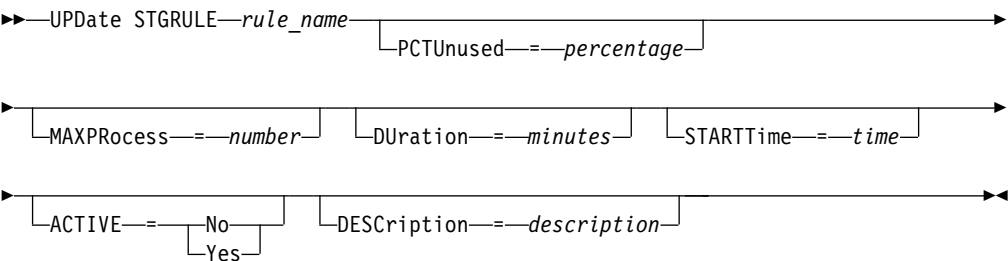 UPDate STGRULE rule_name
PCTUnused = percentage
MAXPRocess = number DUration = minutes STARTTime = time
ACTIVE = No DESCription = description
Yes